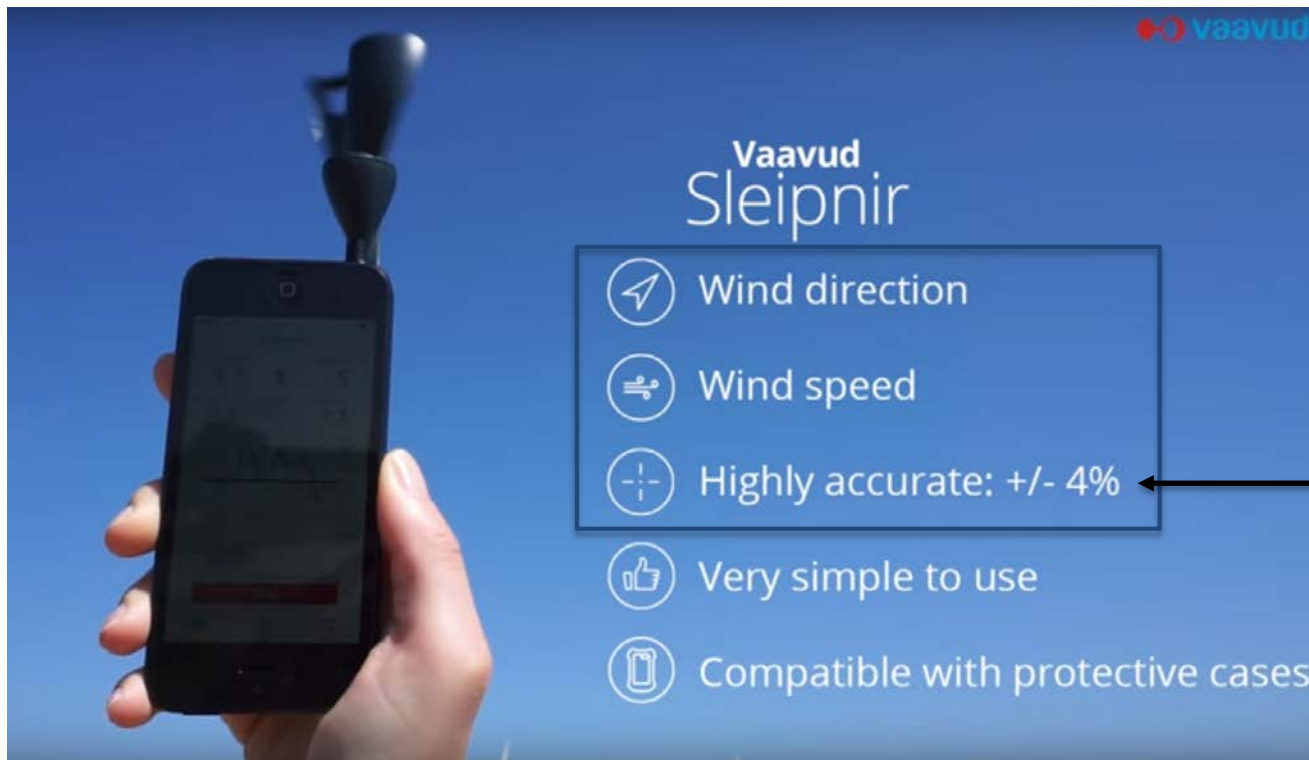 vaavud
Vaavud
Sleipnir
Wind direction
Wind speed
Highly accurate: +/- 4%
Very simple to use
Compatible with protective cases